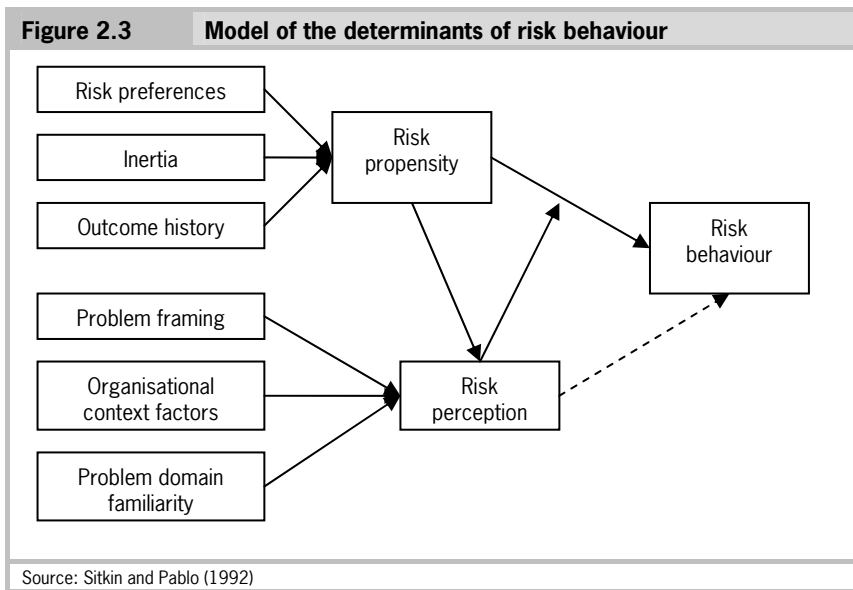 Figure 2.3 Model of the determinants of risk behaviour
Risk preferences
Inertia
Outcome history
Risk
propensity
Risk
behaviour
Problem framing
Organisational
context factors
Problem domain
familiarity
Risk
perception
Source: Sitkin and Pablo (1992)